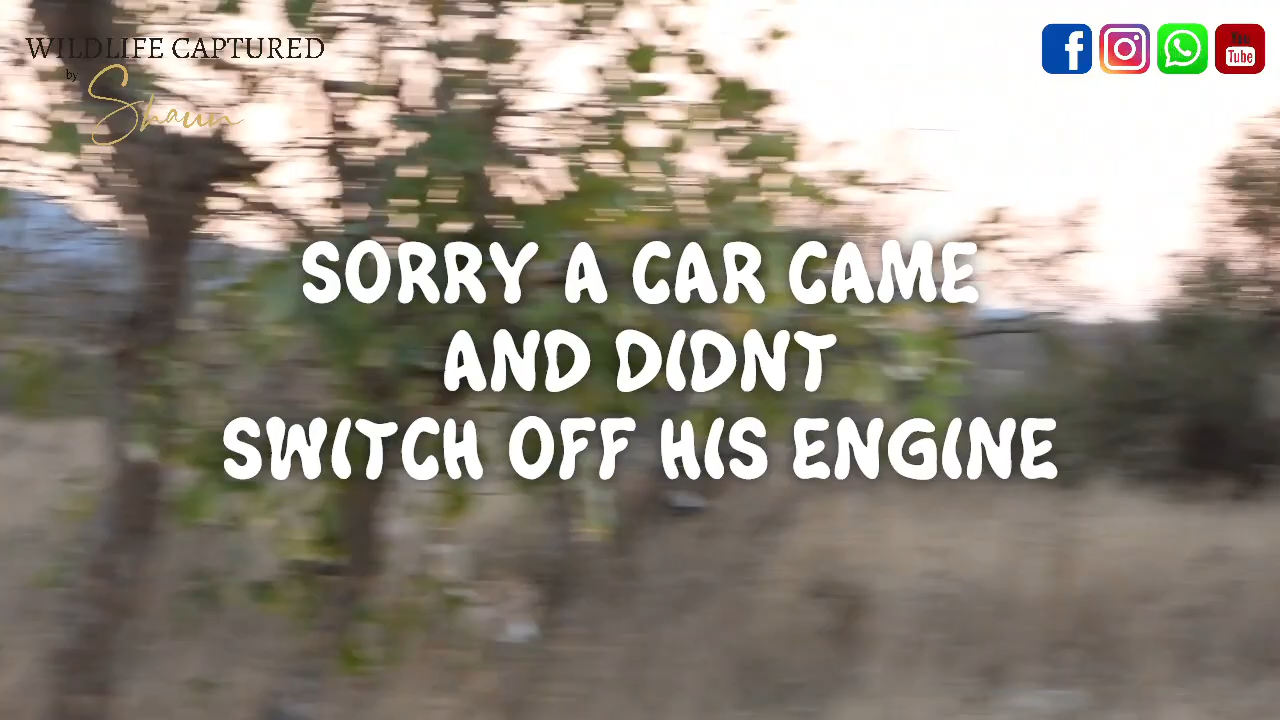 WILDLIFE CAPTURED
by
Shaun
You
Tube
SORRY A CAR CAME
AND DIDNT
SWITCH OFF HIS ENGINE